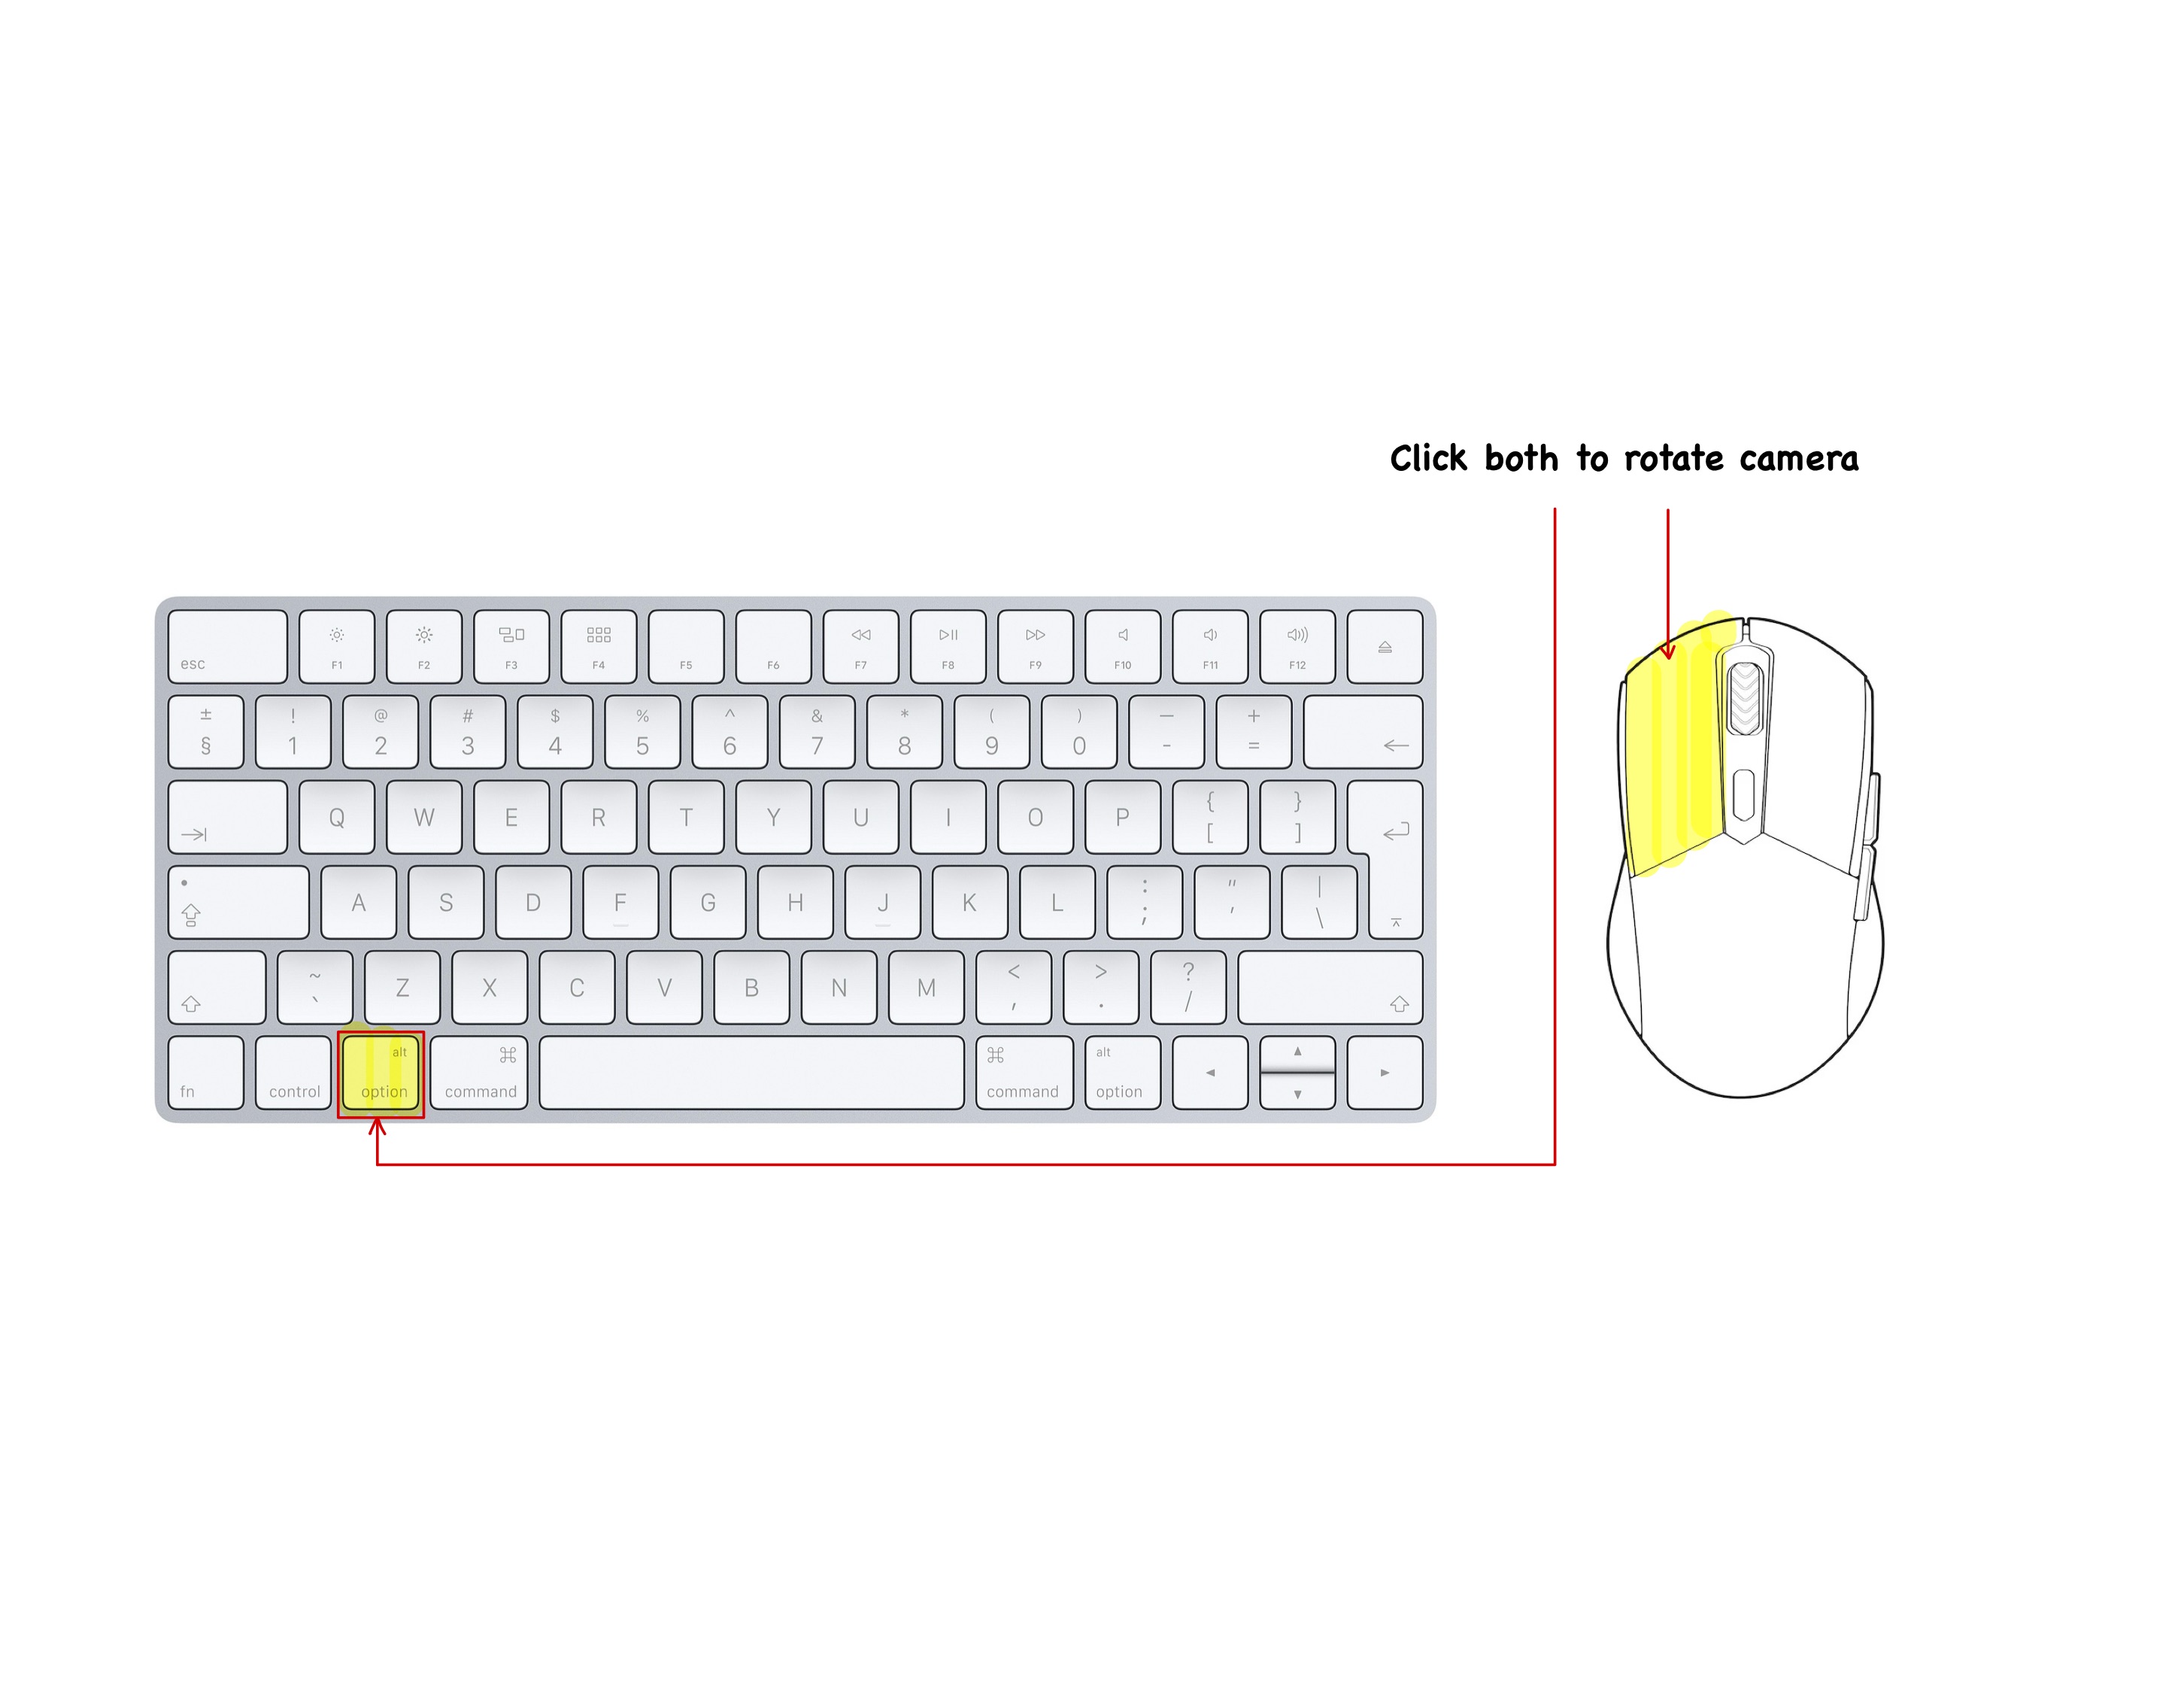 Click both to rotate camera
esc F1 F2 F3 F4 F5 F6 F7 F8 F9 F10 F11 F12
± ! @ # $ % ^ & * ( ) — +
§ 1 2 3 4 5 6 7 8 9 0 - =
Q W E R T Y U I O P { }
[ ]
A S D F G H J K L : " |
; ' \
~ Z X C V B N M < > ?
` , . /
alt ⌘ ⌘ alt
fn control option command command option